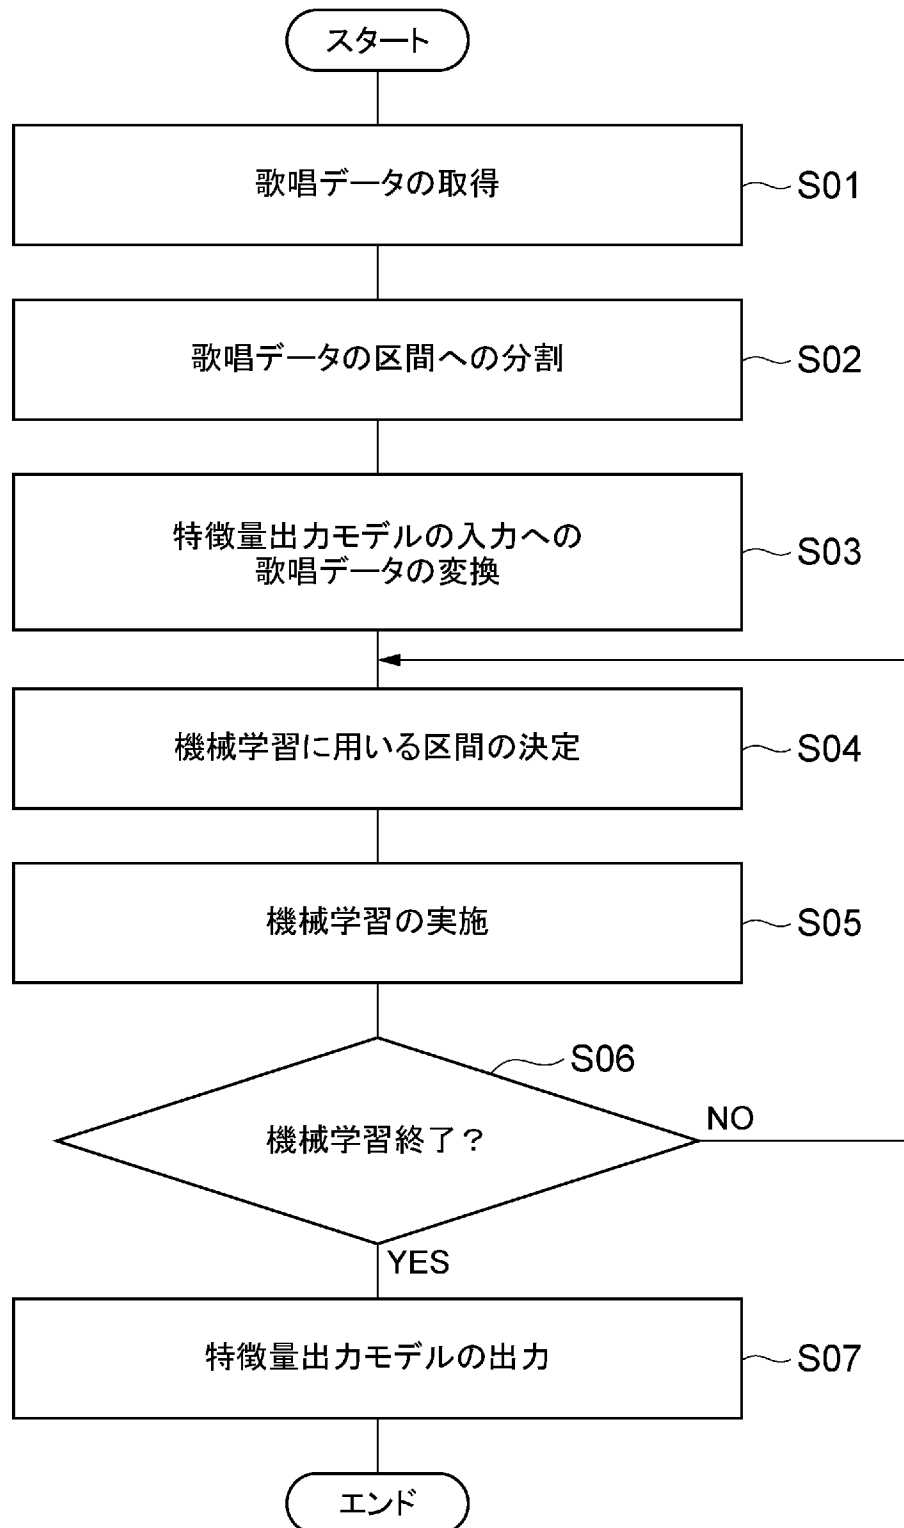 スタート
歌唱データの取得
S01
歌唱データの区間への分割
S02
特徴量出力モデルの入力への
歌唱データの変換
S03
機械学習に用いる区間の決定
S04
機械学習の実施
S05
S06
機械学習終了？
NO
YES
特徴量出力モデルの出力
S07
エンド